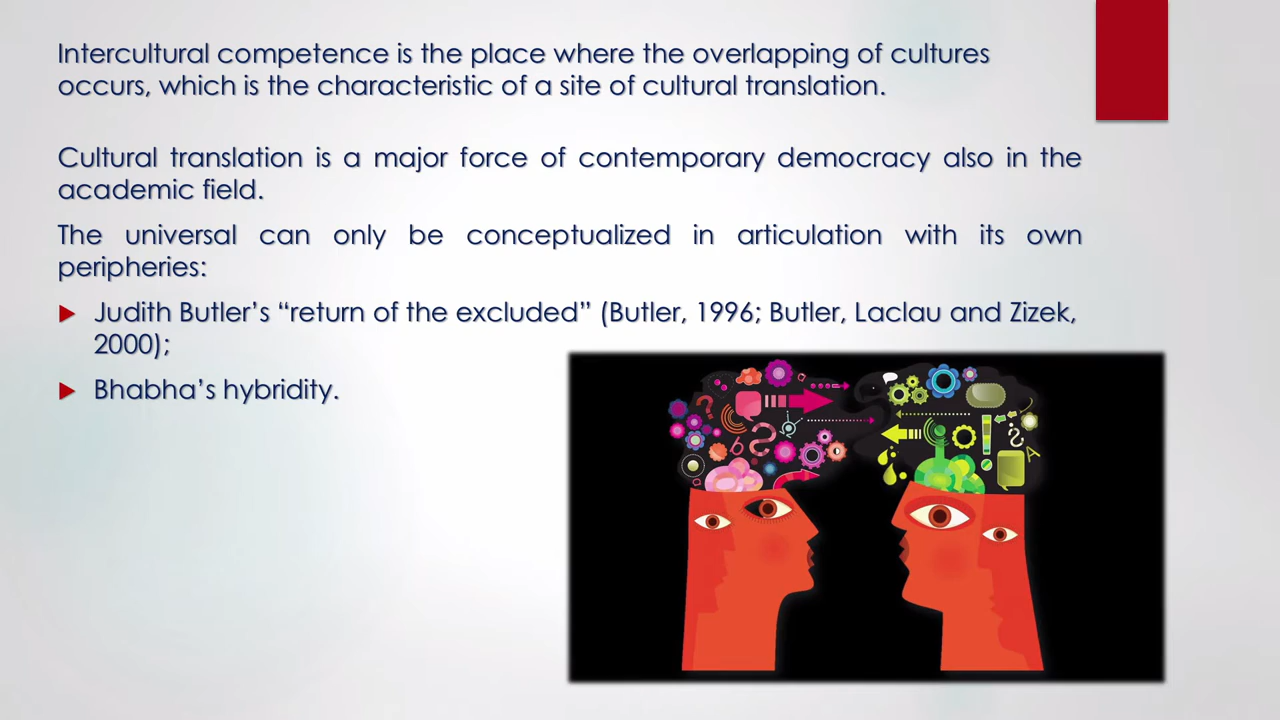 Intercultural competence is the place where the overlapping of cultures
occurs, which is the characteristic of a site of cultural translation.
Cultural translation is a major force of contemporary democracy also in the
academic field.
The universal can only be conceptualized in articulation with its own
peripheries:
Judith Butler’s “return of the excluded” (Butler, 1996; Butler, Laclau and Zizek,
2000);
Bhabha’s hybridity.